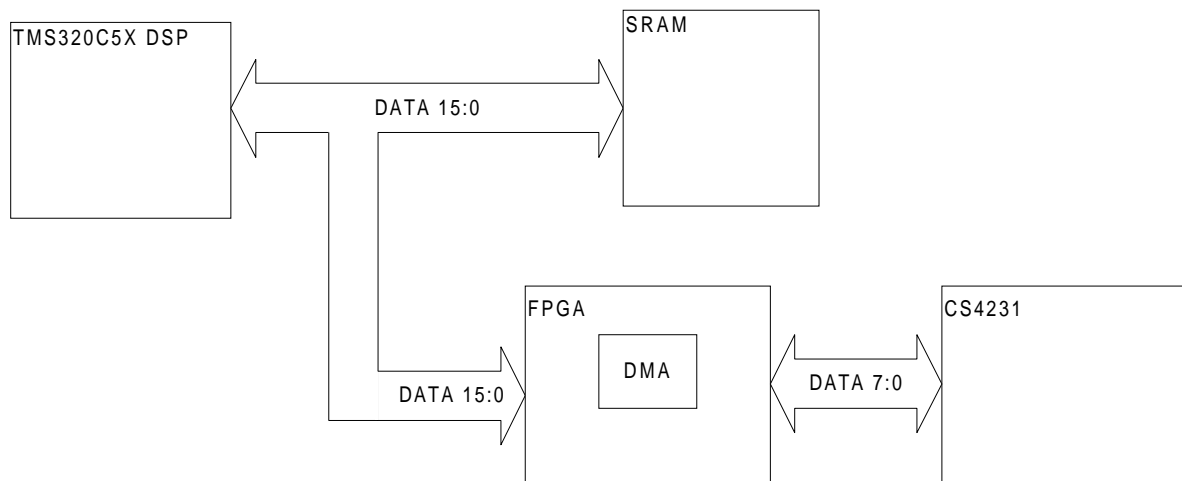 TMS320C5X DSP
SRAM
DATA 15:0
FPGA
CS4231
DMA
DATA 7:0
DATA 15:0